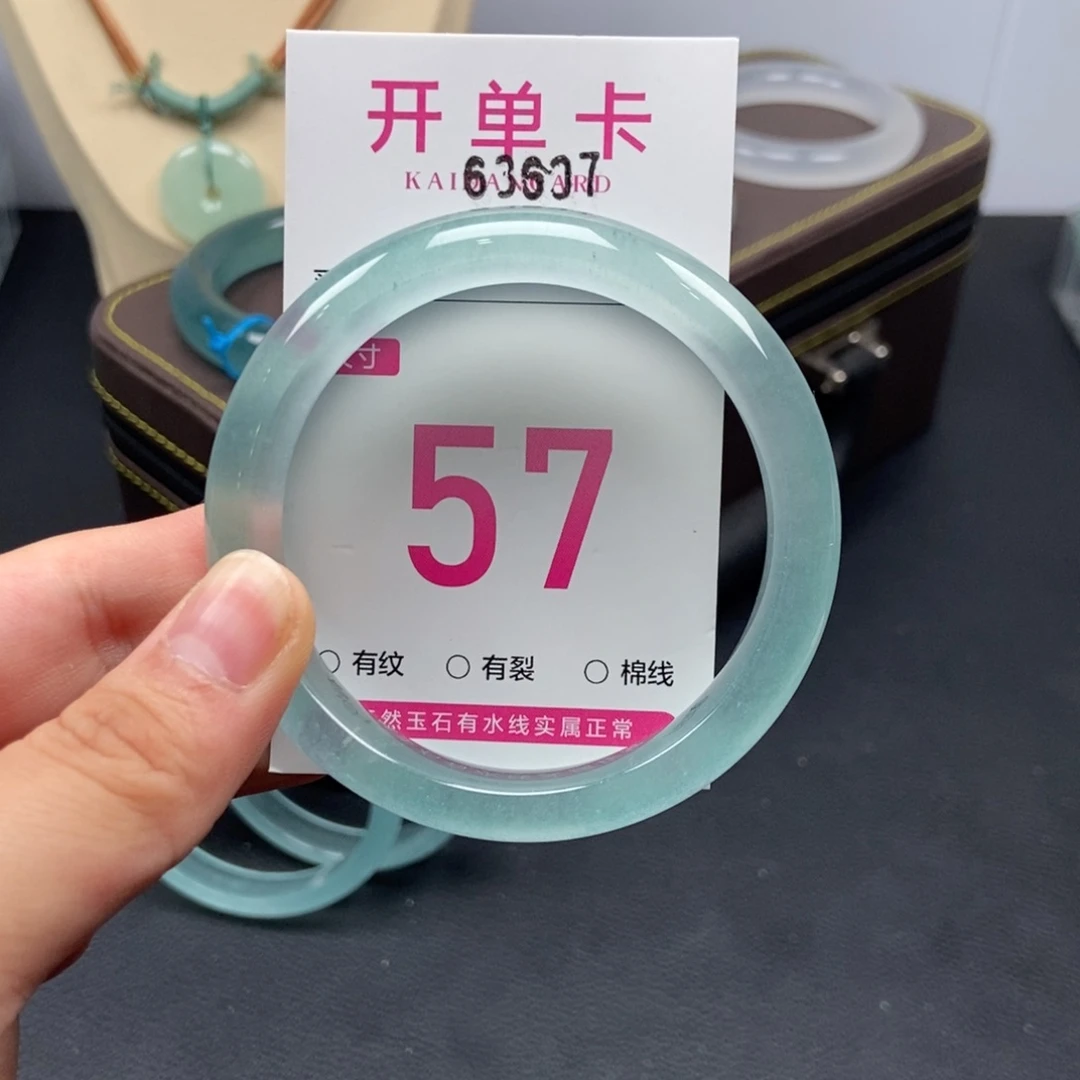 开单卡
63637
KAIDANCARD
寸
57
○ 有纹 ○ 有裂 ○ 棉线
然玉石有水线实属正常